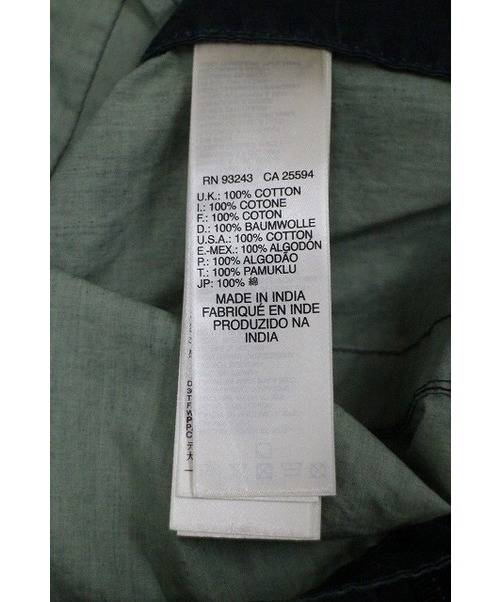 RN 93243 CA 25594
U.K.: 100% COTTON
I.: 100% COTONE
F.: 100% COTON
D.: 100% BAUMWOLLE
U.S.A.: 100% COTTON
E.-MEX.: 100% ALGODÓN
P.: 100% ALGODÃO
T.: 100% PAMUKLU
JP: 100% 綿
MADE IN INDIA
FABRIQUÉ EN INDE
PRODUZIDO NA
INDIA